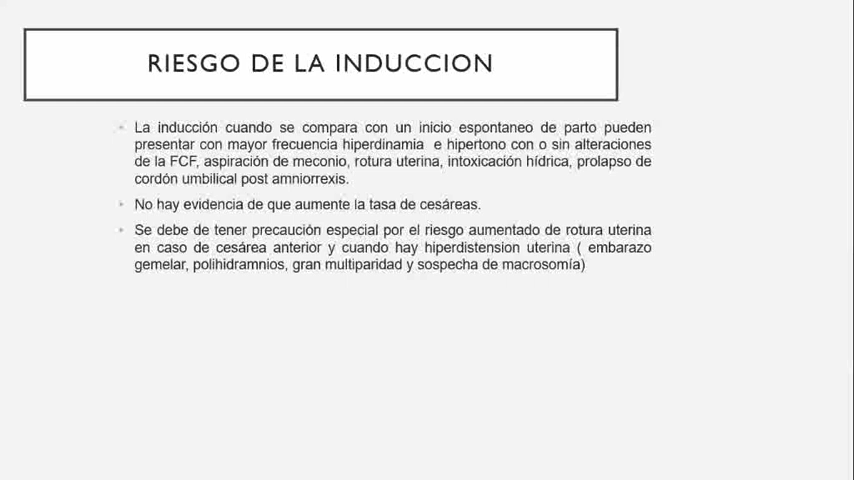 RIESGO DE LA INDUCCION
• La inducción cuando se compara con un inicio espontaneo de parto pueden
presentar con mayor frecuencia hiperdinamia e hipertono con o sin alteraciones
de la FCF, aspiración de meconio, rotura uterina, intoxicación hídrica, prolapso de
cordón umbilical post amniorrexis.
• No hay evidencia de que aumente la tasa de cesáreas.
• Se debe de tener precaución especial por el riesgo aumentado de rotura uterina
en caso de cesárea anterior y cuando hay hiperdistension uterina ( embarazo
gemelar, polihidramnios, gran multiparidad y sospecha de macrosomía)